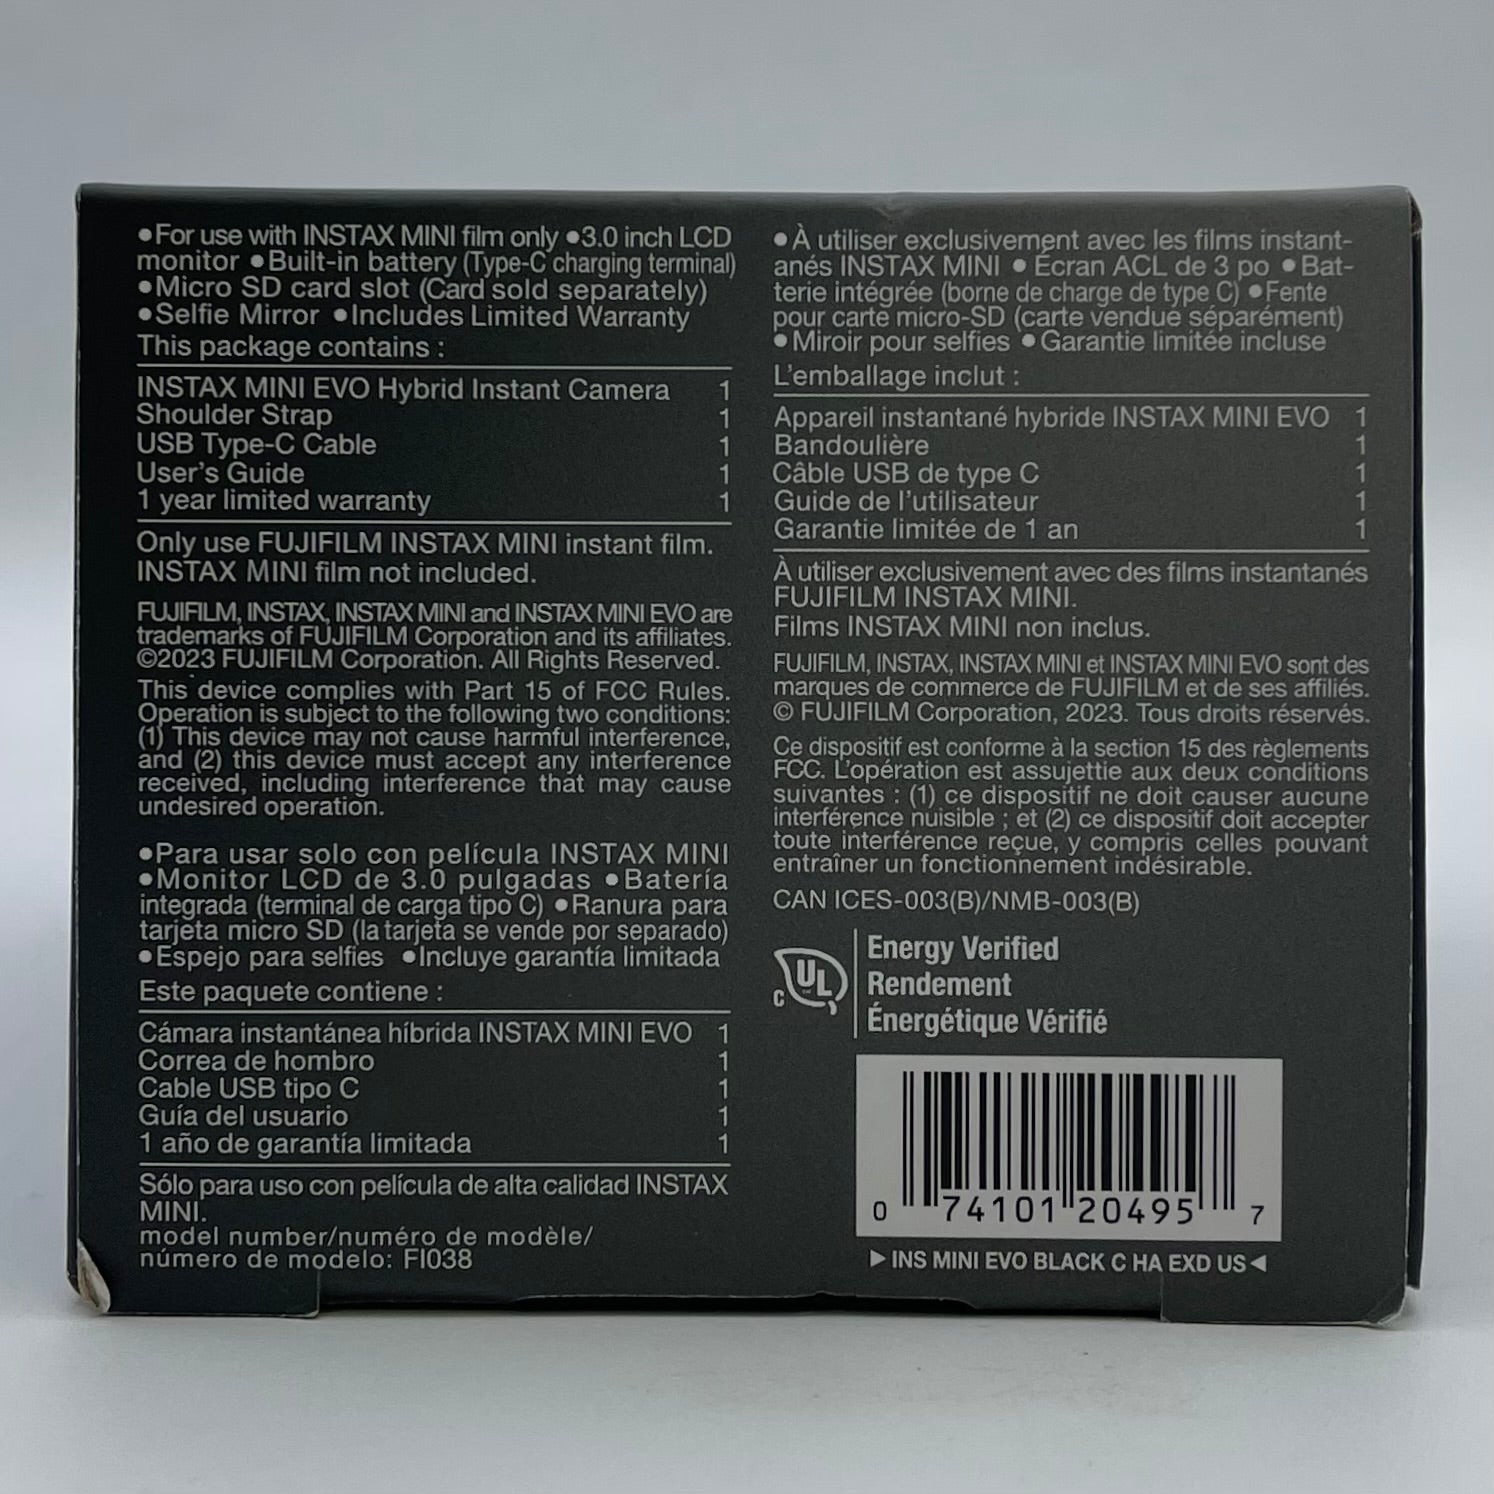 ●For use with INSTAX MINI film only ●3.0 inch LCD
monitor ●Built-in battery (Type-C charging terminal)
●Micro SD card slot (Card sold separately)
●Selfie Mirror ●Includes Limited Warranty
This package contains :
INSTAX MINI EVO Hybrid Instant Camera 1
Shoulder Strap 1
USB Type-C Cable 1
User's Guide 1
1 year limited warranty 1
Only use FUJIFILM INSTAX MINI instant film.
INSTAX MINI film not included.
FUJIFILM, INSTAX, INSTAX MINI and INSTAX MINI EVO are
trademarks of FUJIFILM Corporation and its affiliates.
©2023 FUJIFILM Corporation. All Rights Reserved.
This device complies with Part 15 of FCC Rules.
Operation is subject to the following two conditions:
(1) This device may not cause harmful interference,
and (2) this device must accept any interference
received, including interference that may cause
undesired operation.
●Para usar solo con película INSTAX MINI
●Monitor LCD de 3.0 pulgadas ●Batería
integrada (terminal de carga tipo C) ●Ranura para
tarjeta micro SD (la tarjeta se vende por separado)
●Espejo para selfies ●Incluye garantía limitada
Este paquete contiene :
Cámara instantánea híbrida INSTAX MINI EVO 1
Correa de hombro 1
Cable USB tipo C 1
Guía del usuario 1
1 año de garantía limitada 1
Sólo para uso con película de alta calidad INSTAX
MINI.
model number/numéro de modèle/
número de modelo: FI038
●À utiliser exclusivement avec les films instant-
anés INSTAX MINI ●Écran ACL de 3 po ●Bat-
terie intégrée (borne de charge de type C) ●Fente
pour carte micro-SD (carte vendue séparément)
●Miroir pour selfies ●Garantie limitée incluse
L'emballage inclut :
Appareil instantané hybride INSTAX MINI EVO 1
Bandoulière 1
Câble USB de type C 1
Guide de l'utilisateur 1
Garantie limitée de 1 an 1
À utiliser exclusivement avec des films instantanés
FUJIFILM INSTAX MINI.
Films INSTAX MINI non inclus.
FUJIFILM, INSTAX, INSTAX MINI et INSTAX MINI EVO sont des
marques de commerce de FUJIFILM et de ses affiliés.
© FUJIFILM Corporation, 2023. Tous droits réservés.
Ce dispositif est conforme à la section 15 des règlements
FCC. L'opération est assujettie aux deux conditions
suivantes : (1) ce dispositif ne doit causer aucune
interférence nuisible ; et (2) ce dispositif doit accepter
toute interférence reçue, y compris celles pouvant
entraîner un fonctionnement indésirable.
CAN ICES-003(B)/NMB-003(B)
c UL
Energy Verified
Rendement
Énergétique Vérifié
0 74101 20495 7
▶INS MINI EVO BLACK C HA EXD US◀